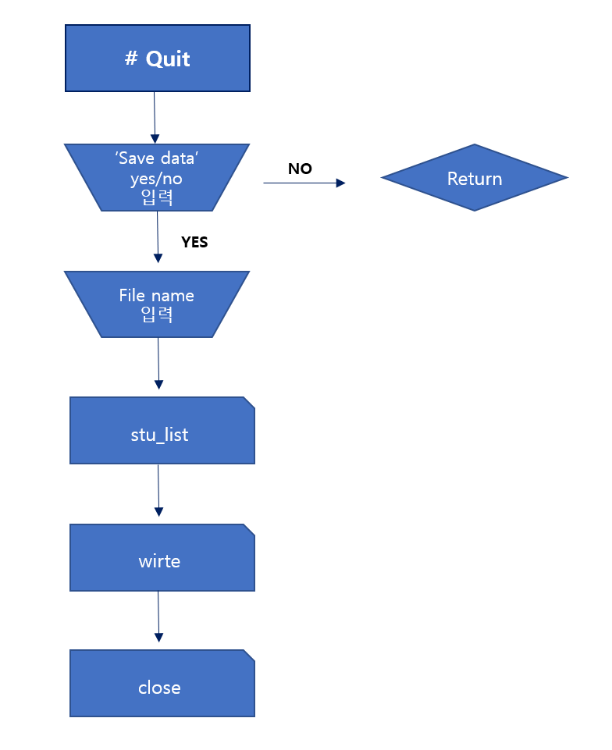 # Quit
‘Save data’
yes/no
입력
NO
Return
YES
File name
입력
stu_list
wirte
close